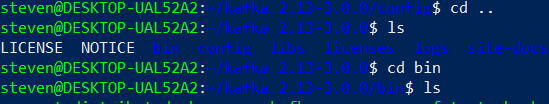 steven@DESKTOP-UAL52A2:~/kafka_2.13-3.0.0/config$ cd ..
steven@DESKTOP-UAL52A2:~/kafka_2.13-3.0.0$ ls
LICENSE NOTICE bin config libs licenses logs site-docs
steven@DESKTOP-UAL52A2:~/kafka_2.13-3.0.0$ cd bin
steven@DESKTOP-UAL52A2:~/kafka_2.13-3.0.0/bin$ ls